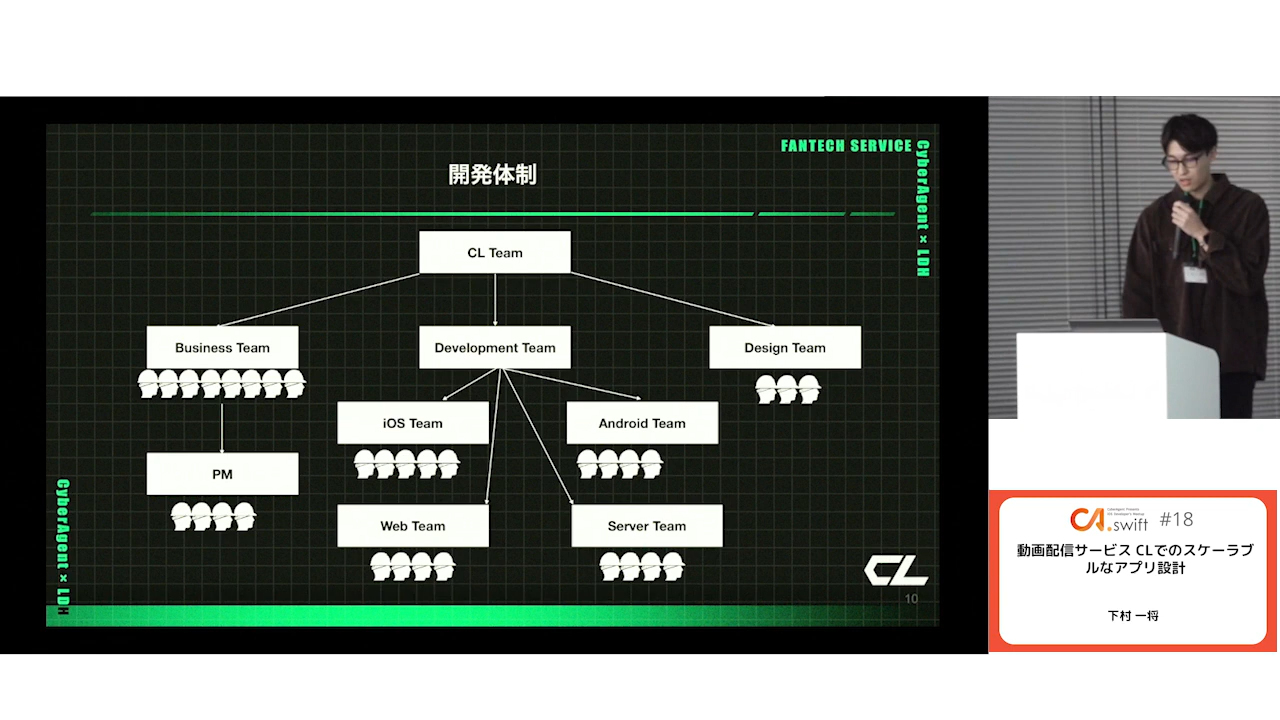 FANTECH SERVICE
CyberAgent × LDH
開発体制
CL Team
Business Team
Development Team
Design Team
iOS Team
Android Team
PM
Web Team
Server Team
CyberAgent × LDH
CL
10
CA.swift #18
動画配信サービス CLでのスケーラブ
ルなアプリ設計
下村 一将